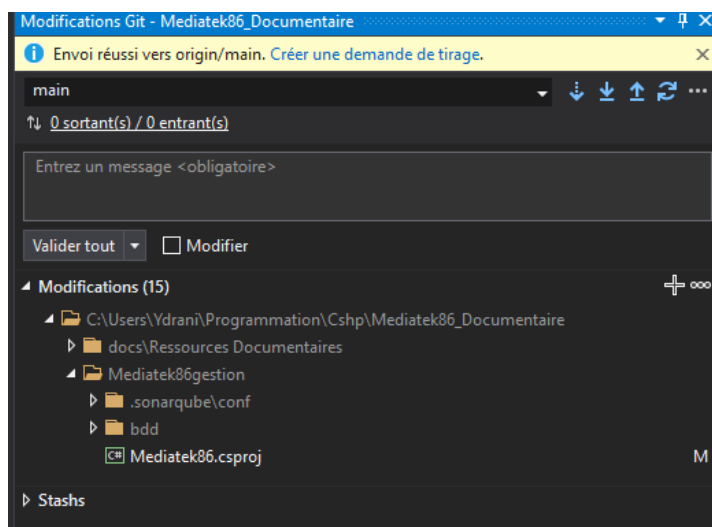 Modifications Git - Mediatek86_Documentaire
Envoi réussi vers origin/main. Créer une demande de tirage.
main
0 sortant(s) / 0 entrant(s)
Entrez un message <obligatoire>
Valider tout Modifier
Modifications (15)
C:\Users\Ydrani\Programmation\Cshp\Mediatek86_Documentaire
docs\Ressources Documentaires
Mediatek86gestion
.sonarqube\conf
bdd
C# Mediatek86.csproj M
Stashs